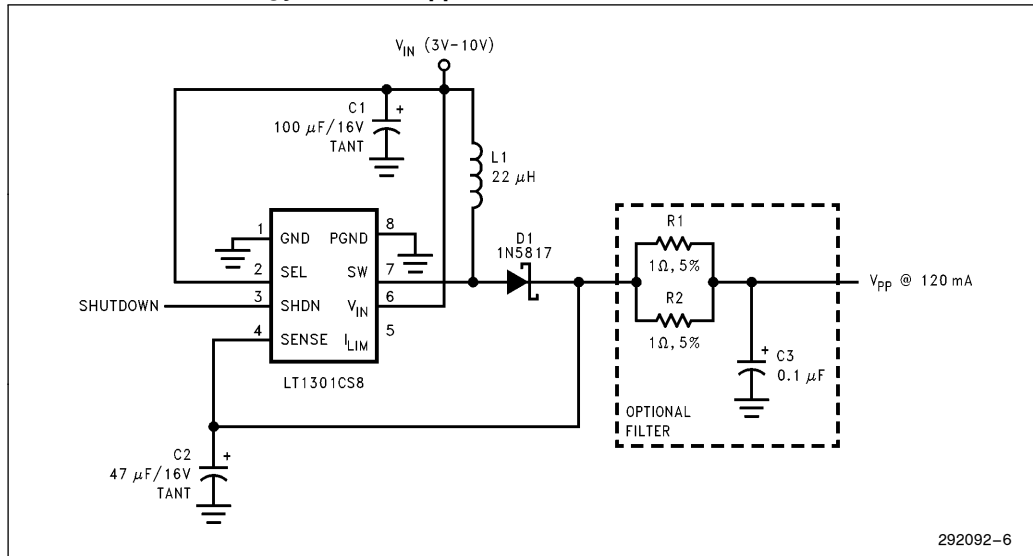 V_IN (3V-10V)
C1
+
100 µF/16V
TANT
L1
22 µH
1
GND
PGND
8
2
SEL
SW
7
SHUTDOWN
3
SHDN
V_IN
6
4
SENSE
I_LIM
5
LT1301CS8
D1
1N5817
R1
1Ω, 5%
R2
1Ω, 5%
V_PP @ 120 mA
+
C3
0.1 µF
OPTIONAL
FILTER
C2
+
47 µF/16V
TANT
292092-6